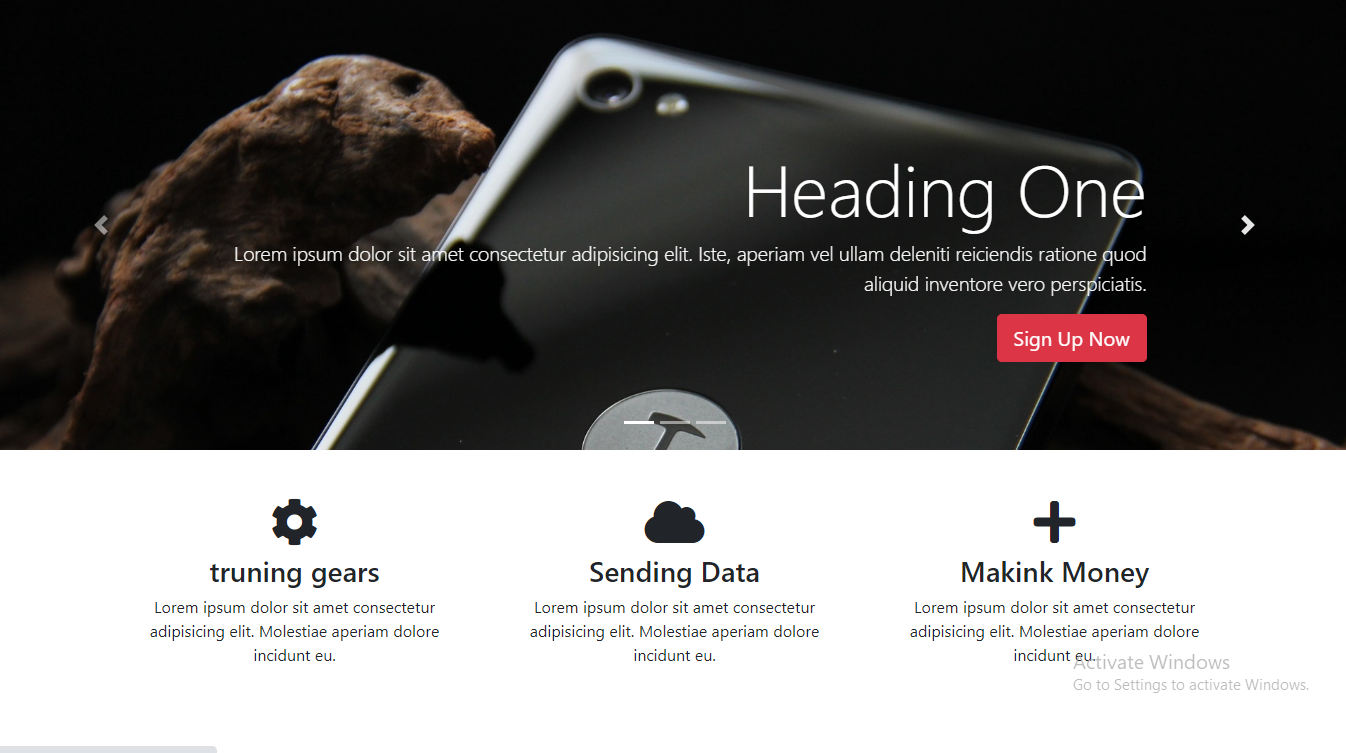 Heading One
Lorem ipsum dolor sit amet consectetur adipisicing elit. Iste, aperiam vel ullam deleniti reiciendis ratione quod
aliquid inventore vero perspiciatis.
Sign Up Now
truning gears
Lorem ipsum dolor sit amet consectetur
adipisicing elit. Molestiae aperiam dolore
incidunt eu.
Sending Data
Lorem ipsum dolor sit amet consectetur
adipisicing elit. Molestiae aperiam dolore
incidunt eu.
Makink Money
Lorem ipsum dolor sit amet consectetur
adipisicing elit. Molestiae aperiam dolore
incidunt eu.
Activate Windows
Go to Settings to activate Windows.